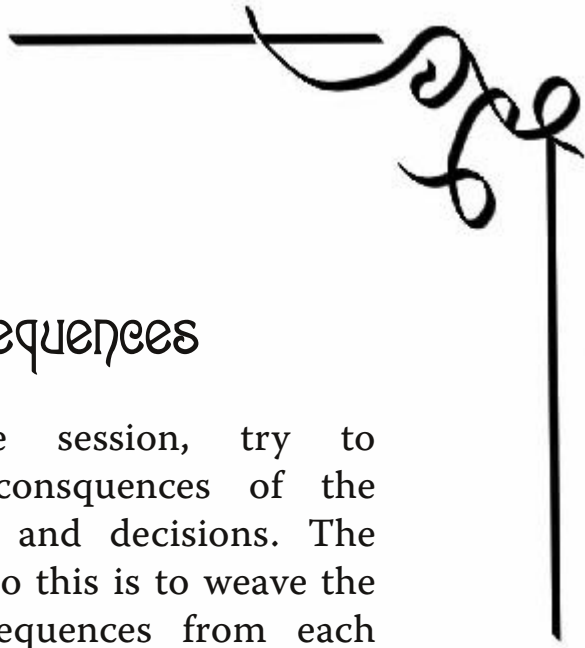 equences
e session, try to
consquences of the
and decisions. The
o this is to weave the
equences from each